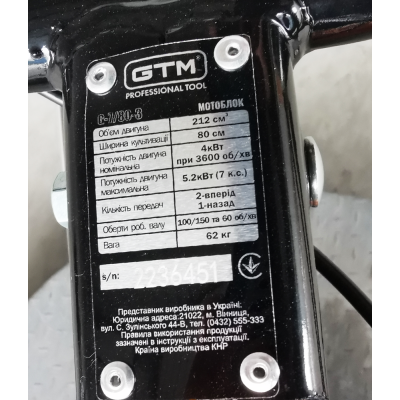 GTM
PROFESSIONAL TOOL
МОТОБЛОК
Об'єм двигуна 212 см³
Ширина культивації 80 см
Потужність двигуна номінальна 4кВт при 3600 об/хв
Потужність двигуна максимальна 5.2кВт (7 к.с.)
Кількість передач 2-вперід 1-назад
Оберти роб. валу 100/150 та 60 об/хв
Вага 62 кг
s/n: 2236451
Представник виробника в Україні:
Юридична адреса:21022, м. Вінниця,
вул. С. Зулінського 44-В, тел. (0432) 555-333
Правила використання продукції
зазначені в інструкції з експлуатації.
Країна виробництва КНР